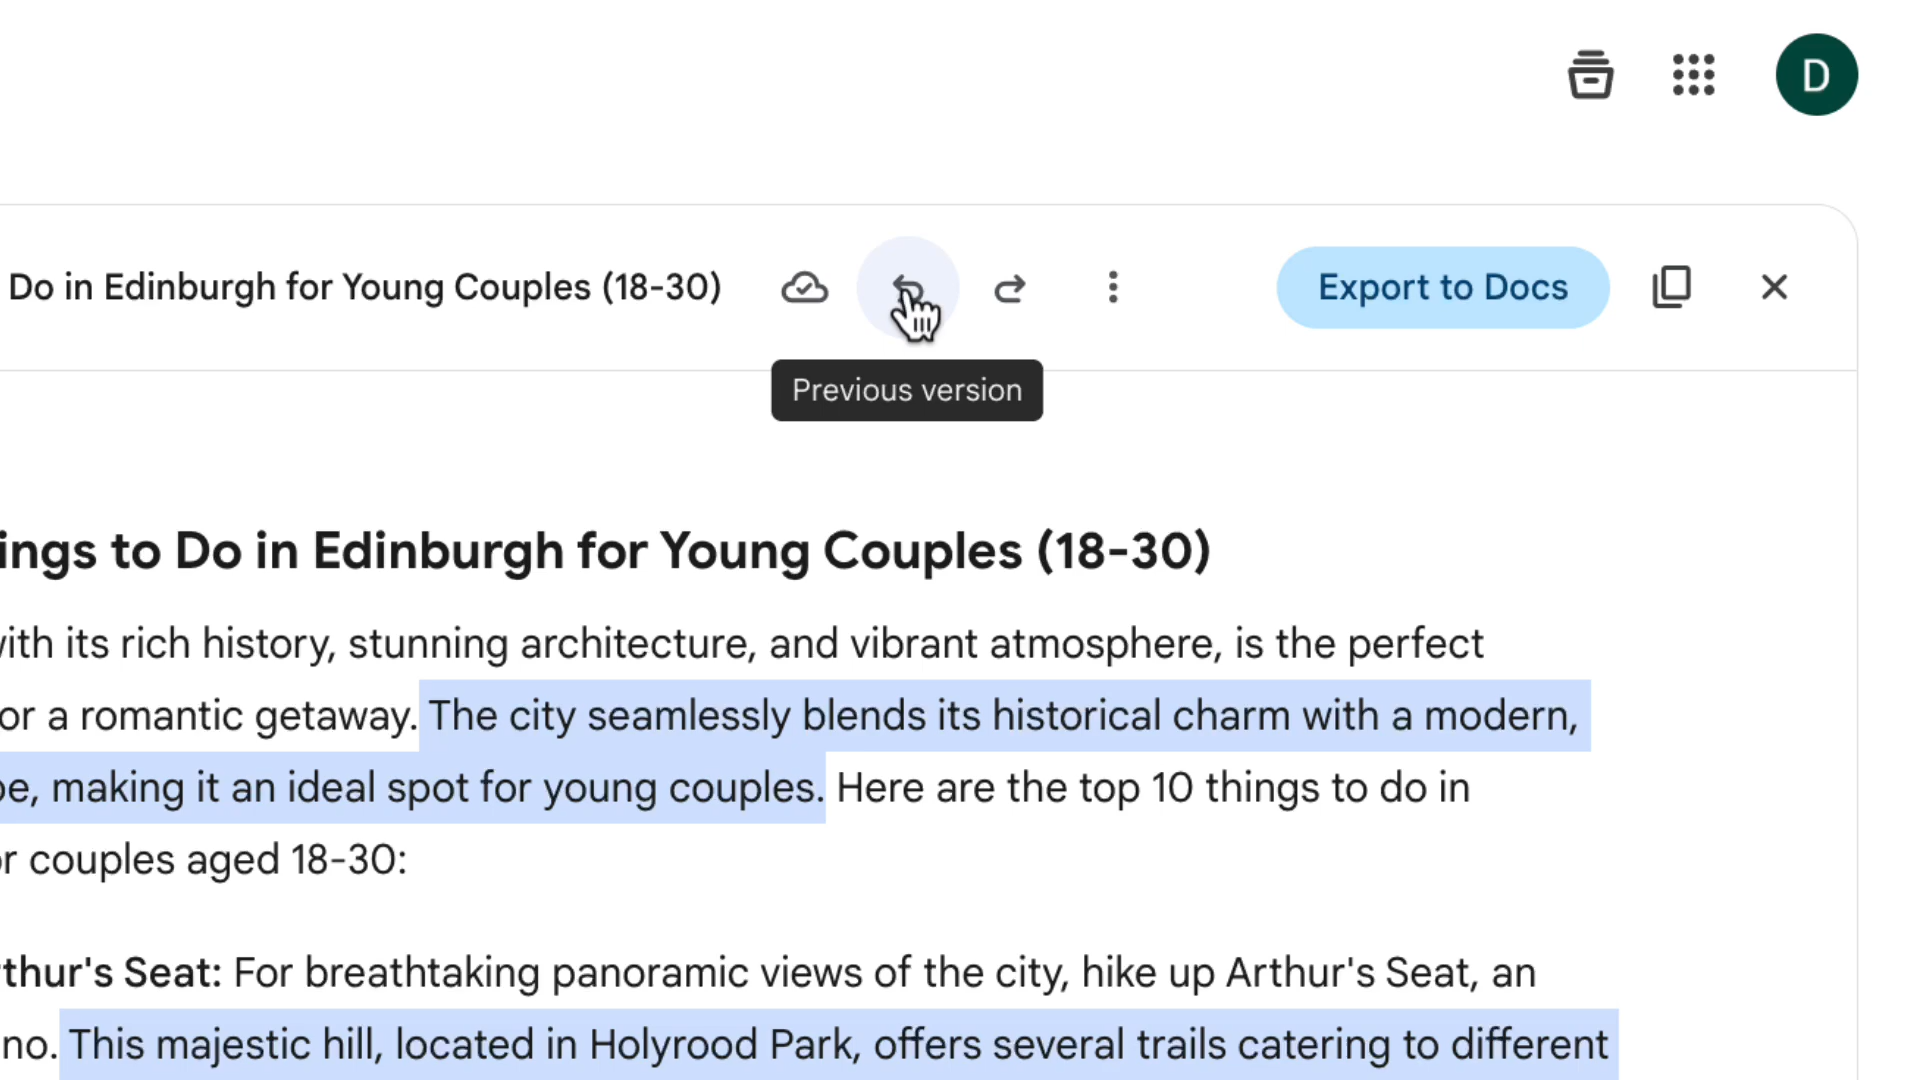 D
Do in Edinburgh for Young Couples (18-30)
Export to Docs
Previous version
ings to Do in Edinburgh for Young Couples (18-30)
with its rich history, stunning architecture, and vibrant atmosphere, is the perfect
or a romantic getaway. The city seamlessly blends its historical charm with a modern,
be, making it an ideal spot for young couples. Here are the top 10 things to do in
or couples aged 18-30:
thur's Seat: For breathtaking panoramic views of the city, hike up Arthur's Seat, an
no. This majestic hill, located in Holyrood Park, offers several trails catering to different